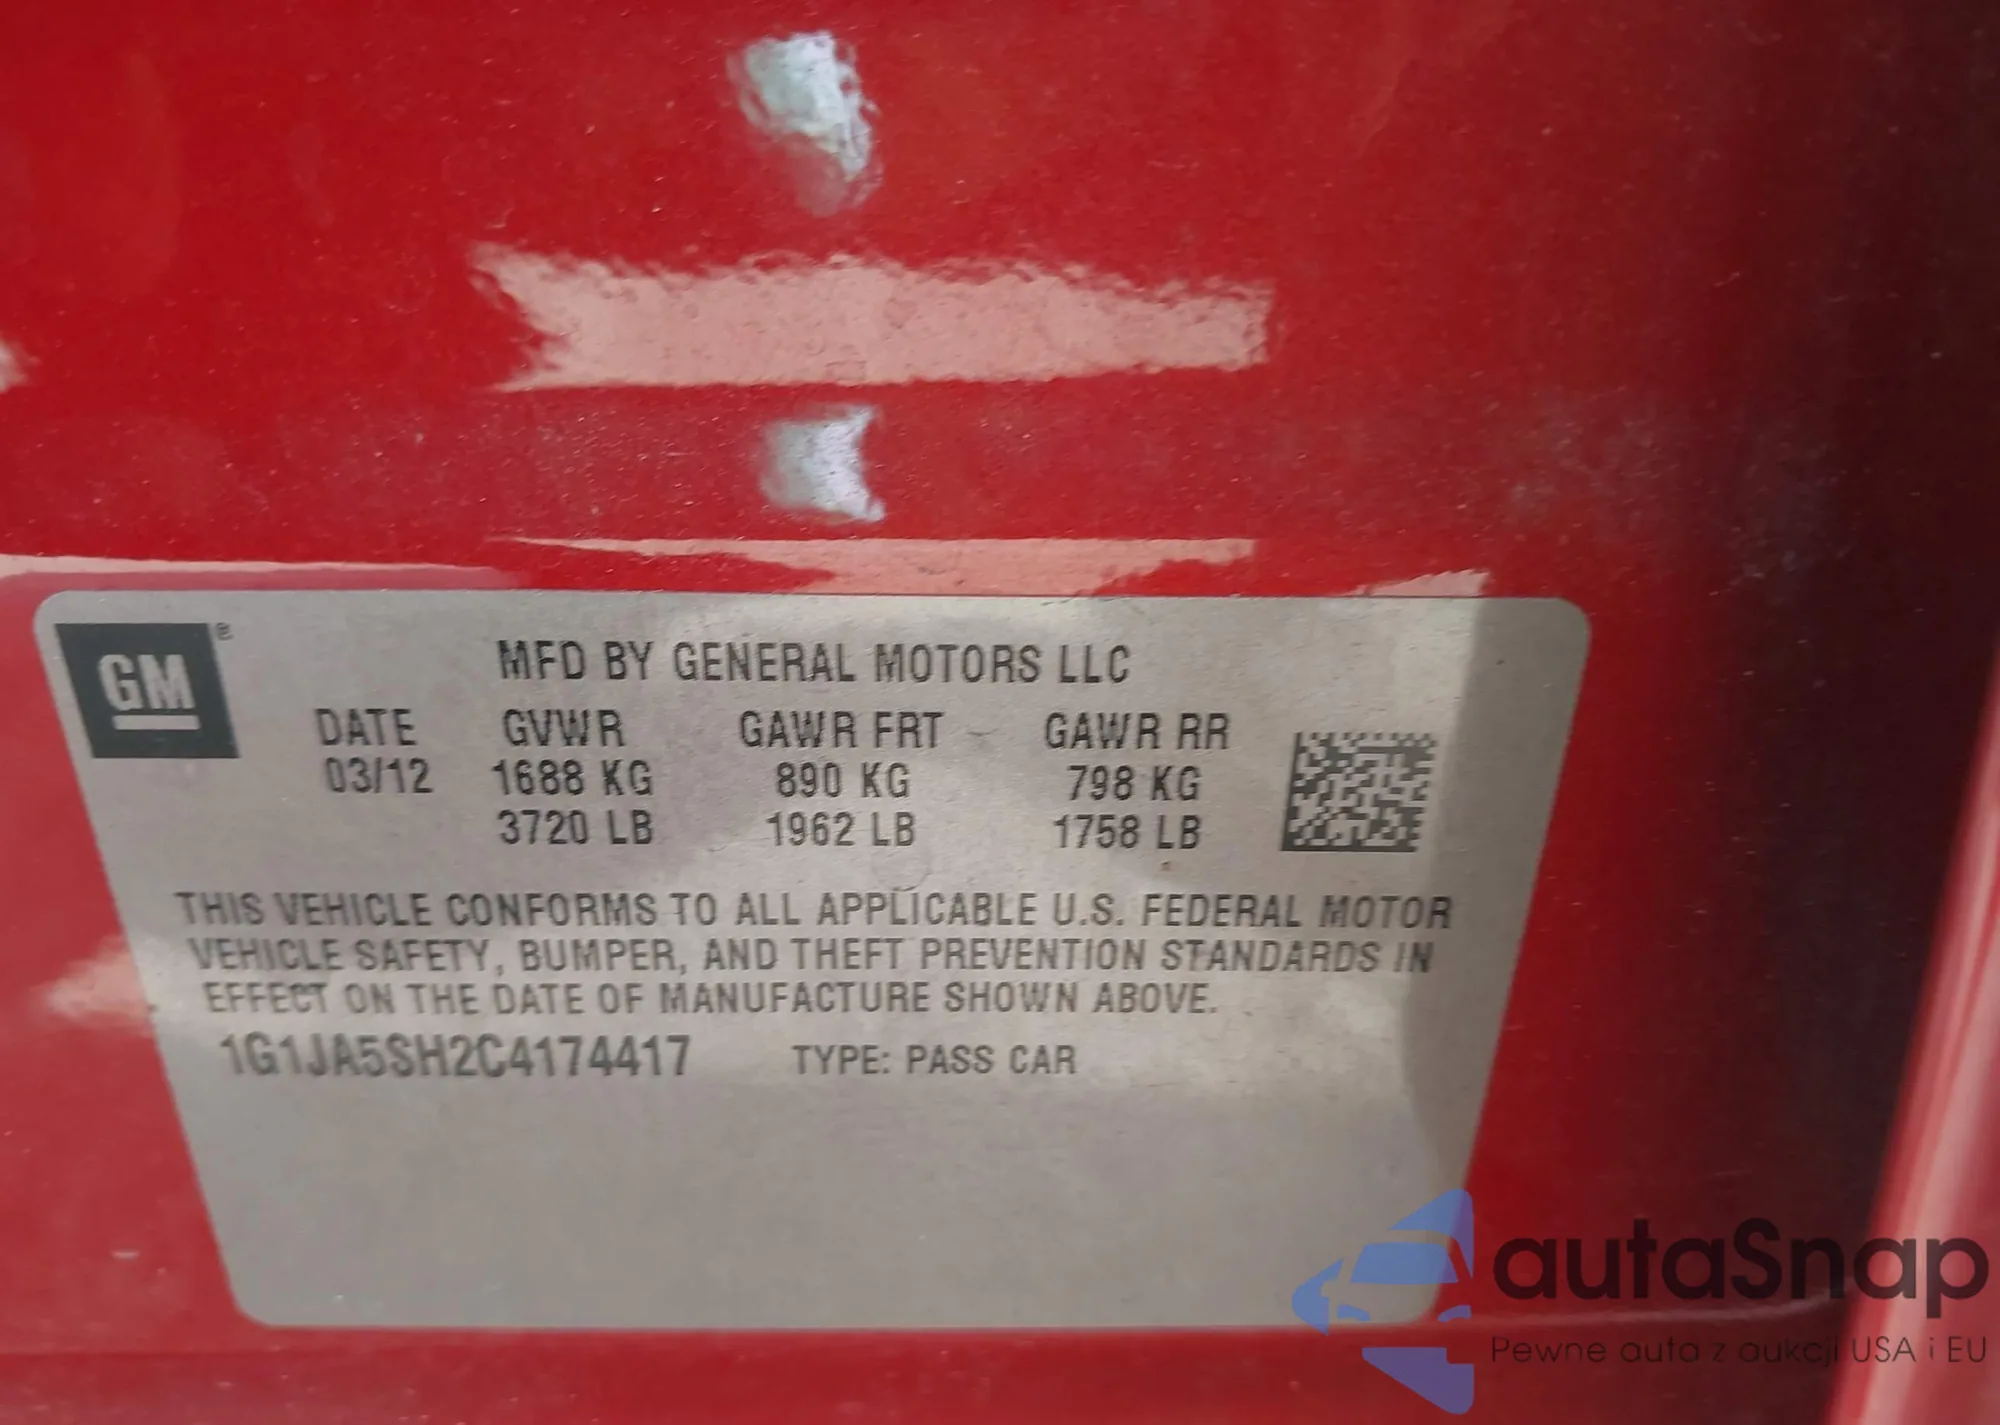 GM®
MFD BY GENERAL MOTORS LLC
DATE GVWR GAWR FRT GAWR RR
03/12 1688 KG 890 KG 798 KG
3720 LB 1962 LB 1758 LB
THIS VEHICLE CONFORMS TO ALL APPLICABLE U.S. FEDERAL MOTOR
VEHICLE SAFETY, BUMPER, AND THEFT PREVENTION STANDARDS IN
EFFECT ON THE DATE OF MANUFACTURE SHOWN ABOVE.
1G1JA5SH2C4174417 TYPE: PASS CAR
autaSnap
Pewne auta z aukcji USA i EU